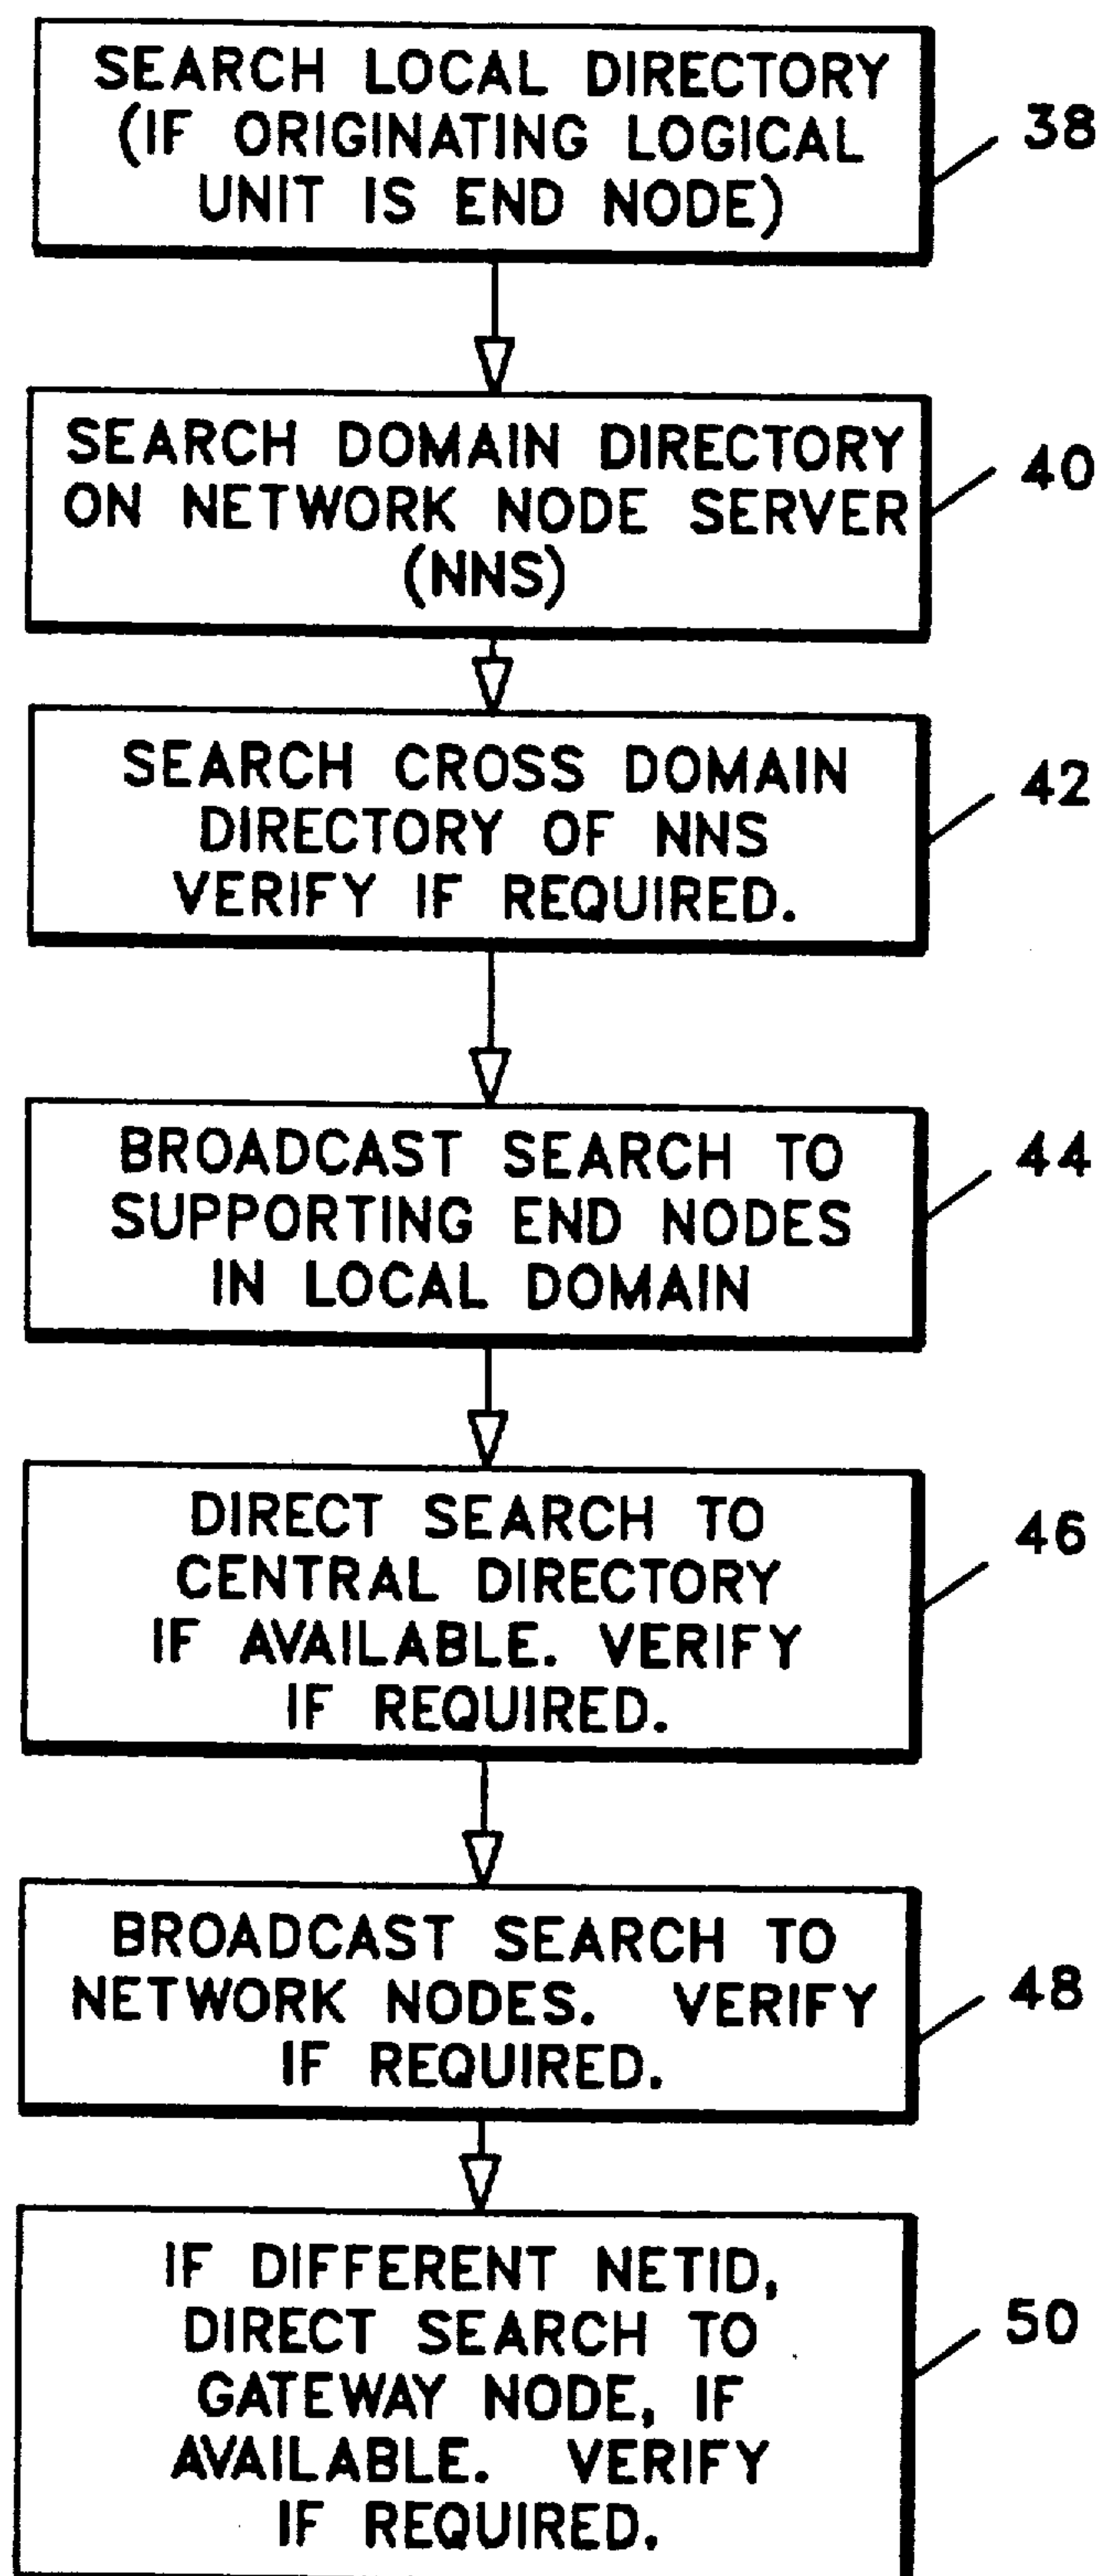 SEARCH LOCAL DIRECTORY
(IF ORIGINATING LOGICAL
UNIT IS END NODE)
38
SEARCH DOMAIN DIRECTORY
ON NETWORK NODE SERVER
(NNS)
40
SEARCH CROSS DOMAIN
DIRECTORY OF NNS
VERIFY IF REQUIRED.
42
BROADCAST SEARCH TO
SUPPORTING END NODES
IN LOCAL DOMAIN
44
DIRECT SEARCH TO
CENTRAL DIRECTORY
IF AVAILABLE. VERIFY
IF REQUIRED.
46
BROADCAST SEARCH TO
NETWORK NODES. VERIFY
IF REQUIRED.
48
IF DIFFERENT NETID,
DIRECT SEARCH TO
GATEWAY NODE, IF
AVAILABLE. VERIFY
IF REQUIRED.
50